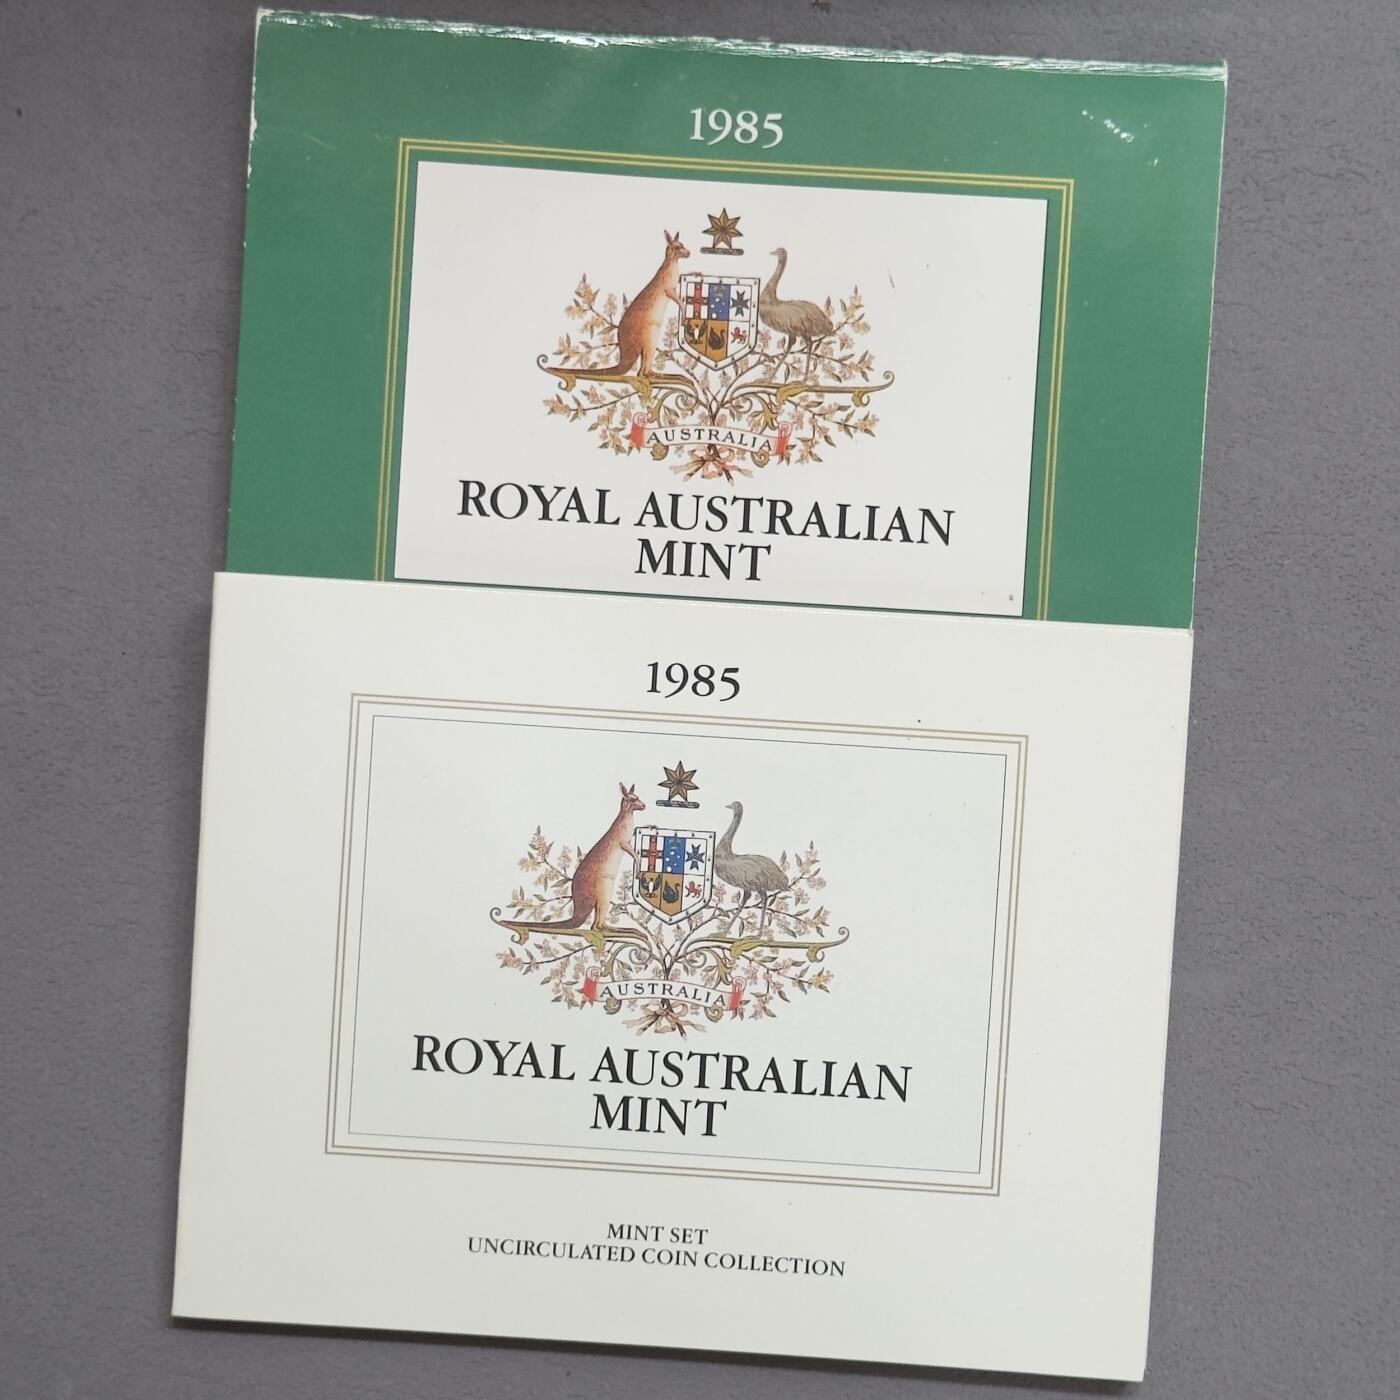 1985
AUSTRALIA
ROYAL AUSTRALIAN
MINT
1985
AUSTRALIA
ROYAL AUSTRALIAN
MINT
MINT SET
UNCIRCULATED COIN COLLECTION